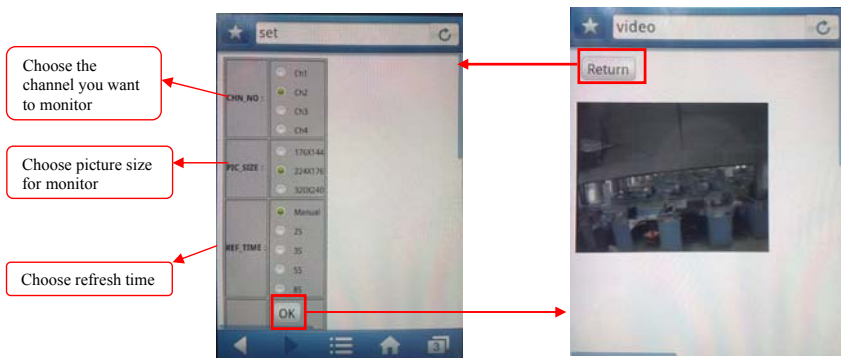 Choose the
channel you want
to monitor
Choose picture size
for monitor
Choose refresh time
set
CHN_NO :
Ch1
Ch2
Ch3
Ch4
PIC_SIZE :
176X144
224X176
320X240
REF_TIME :
Manual
2S
3S
5S
8S
OK
3
video
Return